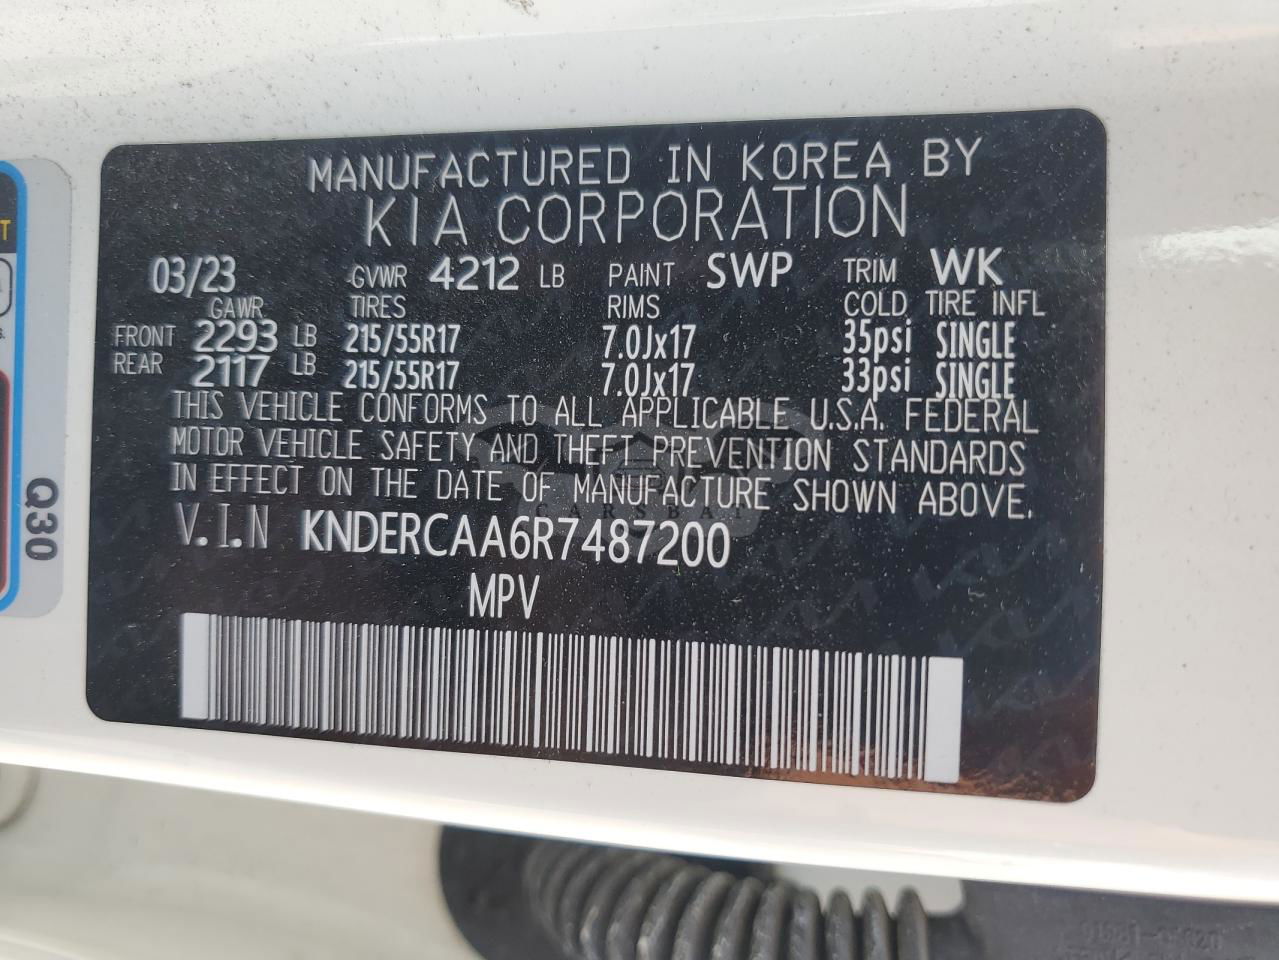 MANUFACTURED IN KOREA BY
KIA CORPORATION
03/23 GVWR 4212 LB PAINT SWP TRIM WK
GAWR TIRES RIMS COLD TIRE INFL
FRONT 2293 LB 215/55R17 7.0Jx17 35psi SINGLE
REAR 2117 LB 215/55R17 7.0Jx17 33psi SINGLE
THIS VEHICLE CONFORMS TO ALL APPLICABLE U.S.A. FEDERAL
MOTOR VEHICLE SAFETY AND THEFT PREVENTION STANDARDS
IN EFFECT ON THE DATE OF MANUFACTURE SHOWN ABOVE.
CARSBAT
V.I.N KNDERCAA6R7487200
MPV
Q30